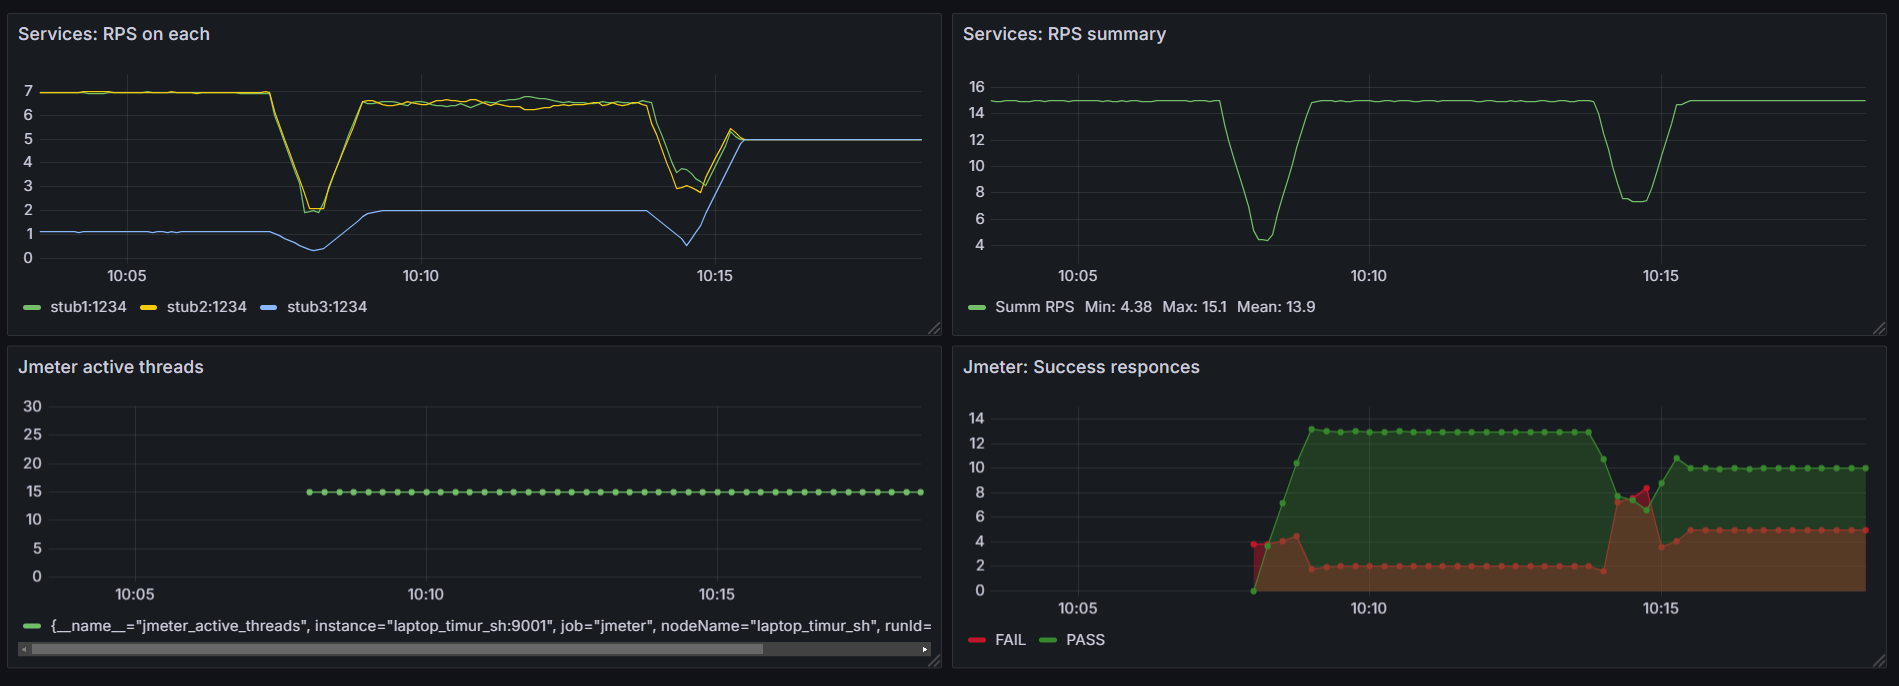 Services: RPS on each
7
6
5
4
3
2
1
0
10:05 10:10 10:15
stub1:1234 stub2:1234 stub3:1234
Services: RPS summary
16
14
12
10
8
6
4
10:05 10:10 10:15
Summ RPS Min: 4.38 Max: 15.1 Mean: 13.9
Jmeter active threads
30
25
20
15
10
5
0
10:05 10:10 10:15
{__name__="jmeter_active_threads", instance="laptop_timur_sh:9001", job="jmeter", nodeName="laptop_timur_sh", runId=
Jmeter: Success responces
14
12
10
8
6
4
2
0
10:05 10:10 10:15
FAIL PASS